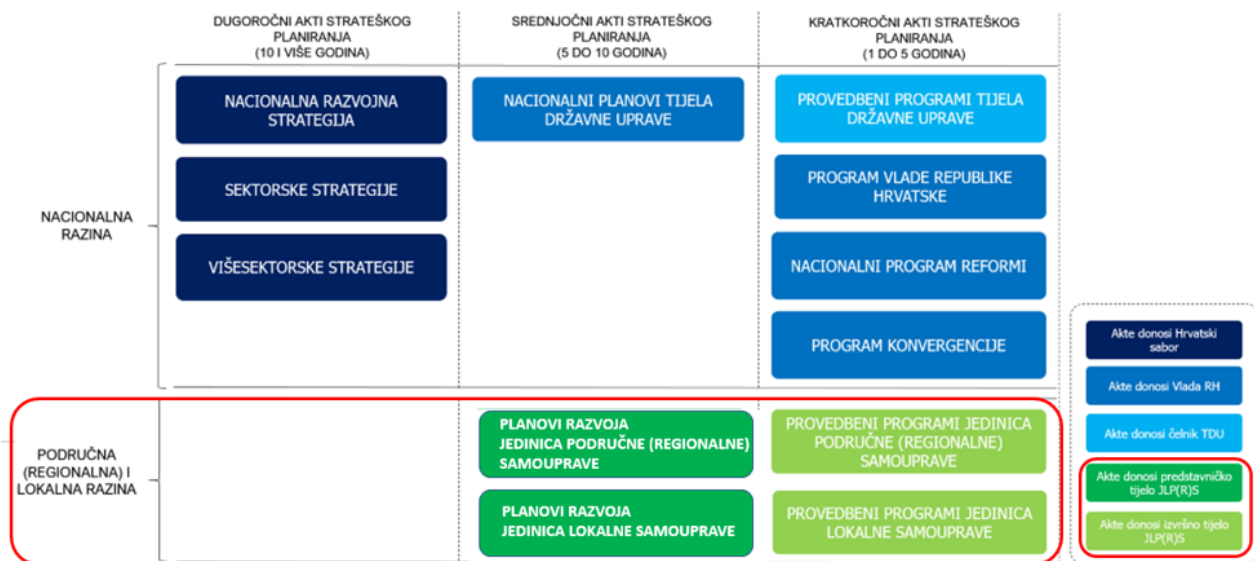 DUGOROČNI AKTI STRATEŠKOG
PLANIRANJA
(10 I VIŠE GODINA)
SREDNJOČNI AKTI STRATEŠKOG
PLANIRANJA
(5 DO 10 GODINA)
KRATKOROČNI AKTI STRATEŠKOG
PLANIRANJA
(1 DO 5 GODINA)
NACIONALNA
RAZINA
NACIONALNA RAZVOJNA
STRATEGIJA
NACIONALNI PLANOVI TIJELA
DRŽAVNE UPRAVE
PROVEDBENI PROGRAMI TIJELA
DRŽAVNE UPRAVE
SEKTORSKE STRATEGIJE
PROGRAM VLADE REPUBLIKE
HRVATSKE
VIŠESEKTORSKE STRATEGIJE
NACIONALNI PROGRAM REFORMI
PROGRAM KONVERGENCIJE
PODRUČNA
(REGIONALNA) I
LOKALNA RAZINA
PLANOVI RAZVOJA
JEDINICA PODRUČNE (REGIONALNE)
SAMOUPRAVE
PROVEDBENI PROGRAMI JEDINICA
PODRUČNE (REGIONALNE)
SAMOUPRAVE
PLANOVI RAZVOJA
JEDINICA LOKALNE SAMOUPRAVE
PROVEDBENI PROGRAMI JEDINICA
LOKALNE SAMOUPRAVE
Akte donosi Hrvatski
sabor
Akte donosi Vlada RH
Akte donosi čelnik TDU
Akte donosi predstavničko
tijelo JLP(R)S
Akte donosi izvršno tijelo
JLP(R)S